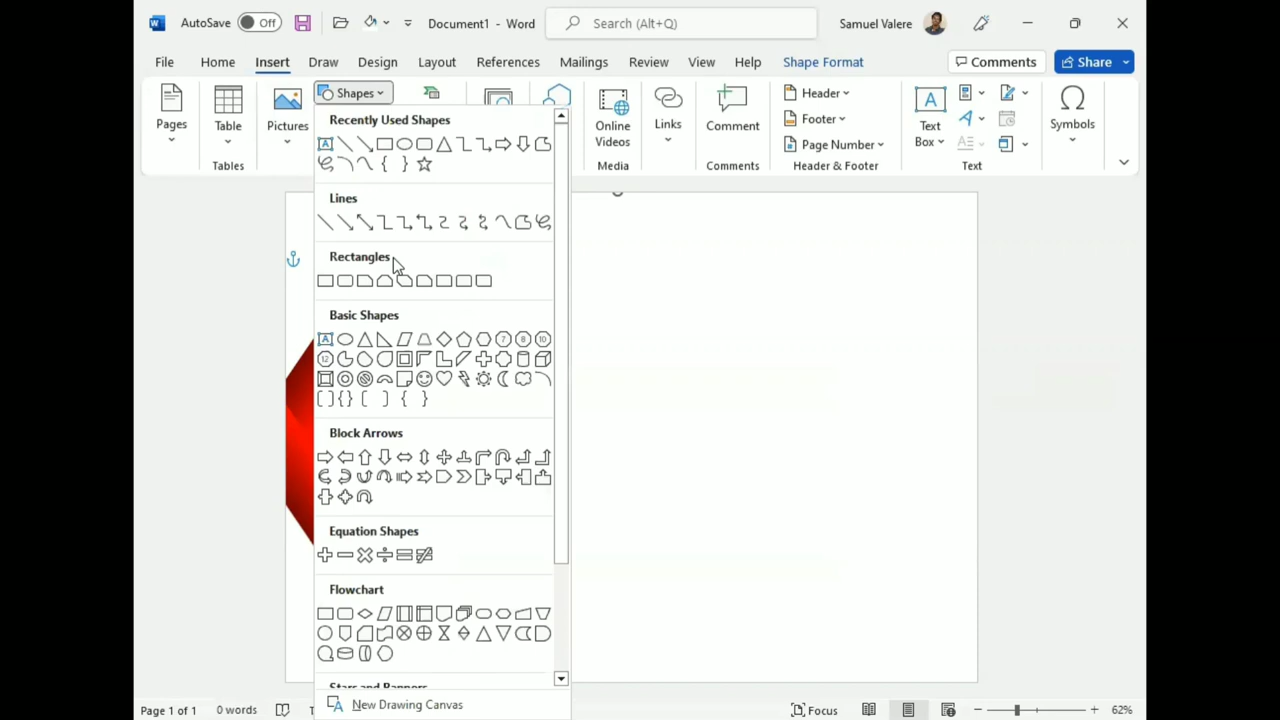 AutoSave Off Document1 - Word Search (Alt+Q) Samuel Valere
File Home Insert Draw Design Layout References Mailings Review View Help Shape Format Comments Share
Pages
Table
Pictures
Shapes
Online
Videos
Links
Comment
Header
Footer
Page Number
Text
Box
Symbols
Tables Media Comments Header & Footer Text
Recently Used Shapes
Lines
Rectangles
Basic Shapes
Block Arrows
Equation Shapes
Flowchart
Stars and Banners
New Drawing Canvas
Page 1 of 1 0 words Focus 62%